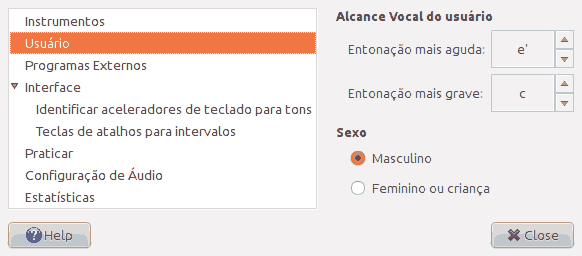 Instrumentos
Usuário
Programas Externos
Interface
Identificar aceleradores de teclado para tons
Teclas de atalhos para intervalos
Praticar
Configuração de Áudio
Estatísticas
Alcance Vocal do usuário
Entonação mais aguda: e'
Entonação mais grave: c
Sexo
Masculino
Feminino ou criança
Help
Close